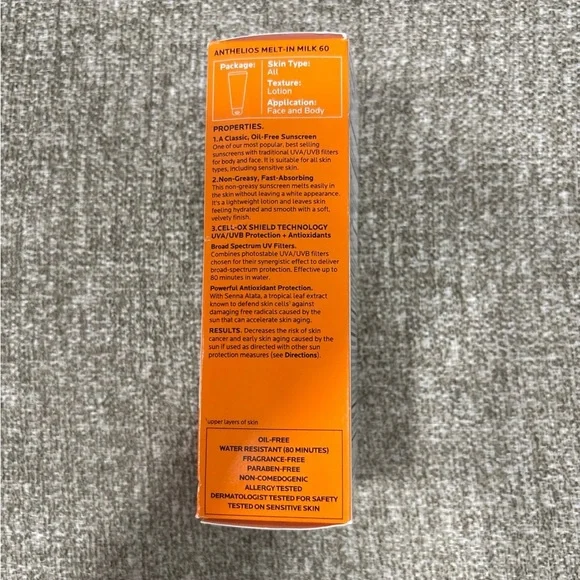 ANTHELIOS MELT-IN MILK 60
Package:
Skin Type:
All
Texture:
Lotion
Application:
Face and Body
PROPERTIES.
1.A Classic, Oil-Free Sunscreen
One of our most popular, best selling
sunscreens with traditional UVA/UVB filters
for body and face. It is suitable for all skin
types, including sensitive skin.
2.Non-Greasy, Fast-Absorbing
This non-greasy sunscreen melts easily in
the skin without leaving a white appearance.
It's a lightweight lotion and leaves skin
feeling hydrated and smooth with a soft,
velvety finish.
3.CELL-OX SHIELD TECHNOLOGY
UVA/UVB Protection + Antioxidants
Broad Spectrum UV Filters.
Combines photostable UVA/UVB filters
chosen for their synergistic effect to deliver
broad-spectrum protection. Effective up to
80 minutes in water.
Powerful Antioxidant Protection.
With Senna Alata, a tropical leaf extract
known to defend skin cells¹ against
damaging free radicals caused by the
sun that can accelerate skin aging.
RESULTS. Decreases the risk of skin
cancer and early skin aging caused by the
sun if used as directed with other sun
protection measures (see Directions).
¹upper layers of skin
OIL-FREE
WATER RESISTANT (80 MINUTES)
FRAGRANCE-FREE
PARABEN-FREE
NON-COMEDOGENIC
ALLERGY TESTED
DERMATOLOGIST TESTED FOR SAFETY
TESTED ON SENSITIVE SKIN